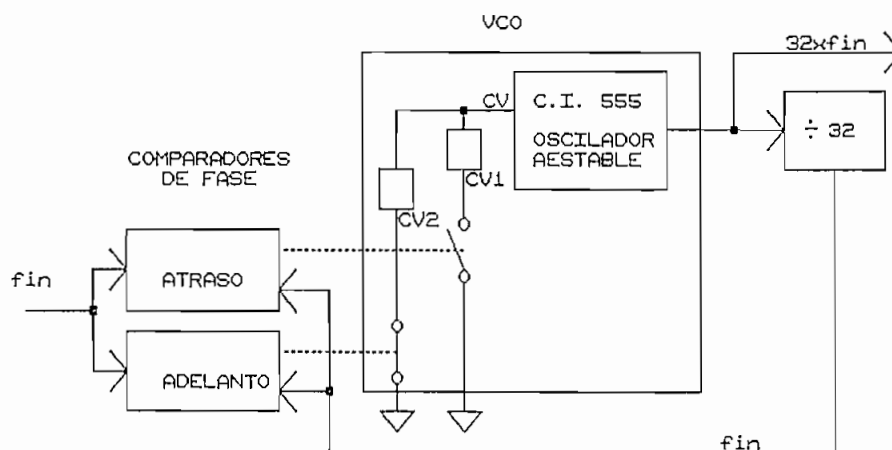 VCO
32xfin
CV
C.I. 555
OSCILADOR
AESTABLE
÷ 32
COMPARADORES
DE FASE
CV1
CV2
fin
ATRASO
ADELANTO
fin